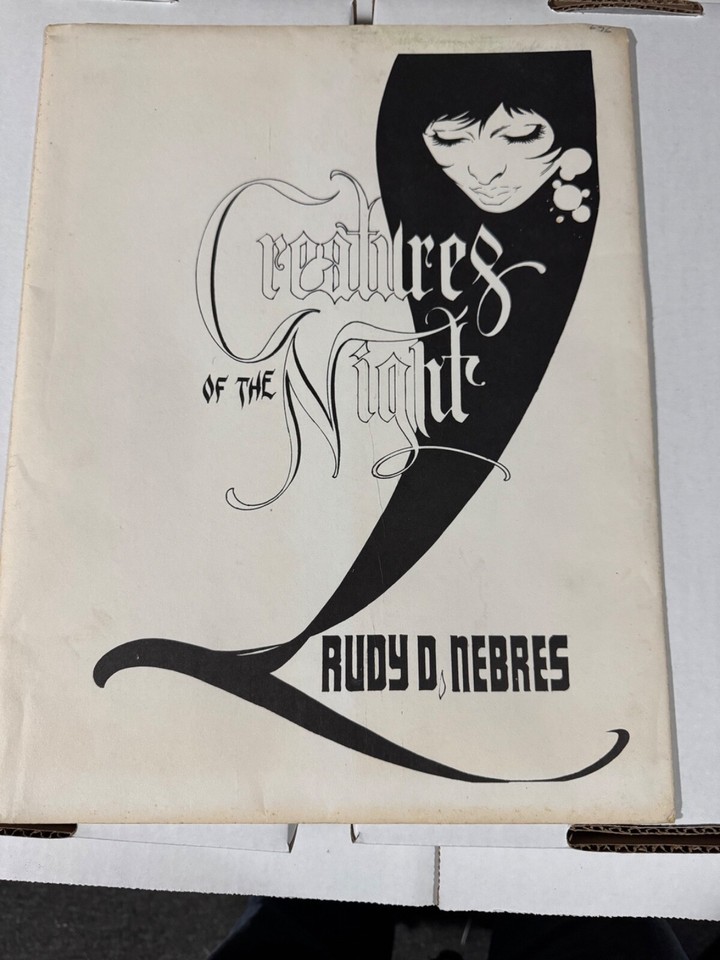 Creatures
OF THE Night
RUDY D. NEBRES